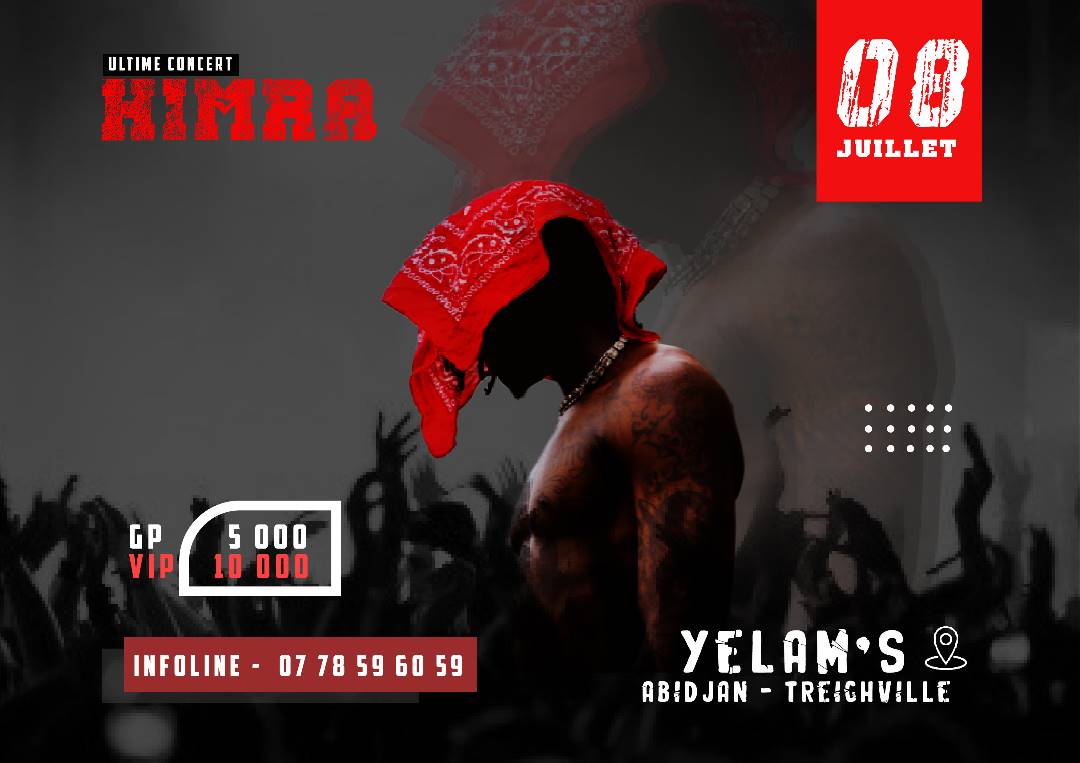 ULTIME CONCERT
HIMRA
08
JUILLET
GP 5 000
VIP 10 000
INFOLINE - 07 78 59 60 59
YELAM'S
ABIDJAN - TREICHVILLE